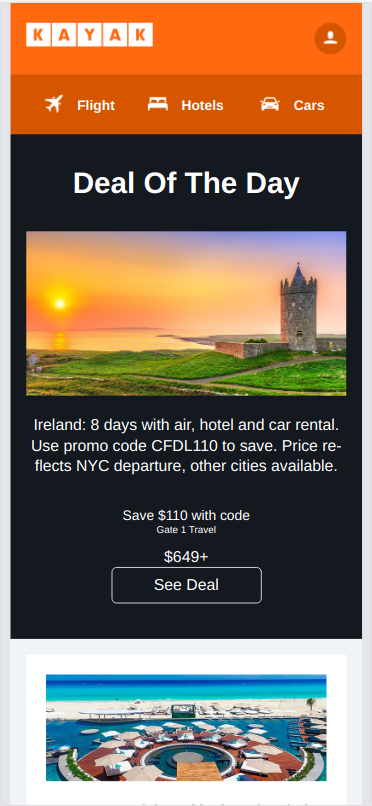 KAYAK
Flight Hotels Cars
Deal Of The Day
Ireland: 8 days with air, hotel and car rental.
Use promo code CFDL110 to save. Price re-
flects NYC departure, other cities available.
Save $110 with code
Gate 1 Travel
$649+
See Deal